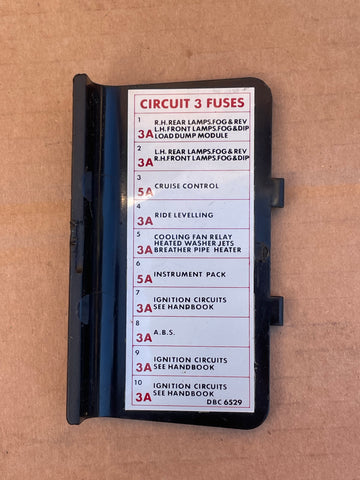 CIRCUIT 3 FUSES
1
3A
R.H. REAR LAMPS.FOG & REV
L.H. FRONT LAMPS.FOG & DIP
LOAD DUMP MODULE
2
3A
L.H. REAR LAMPS.FOG & REV
R.H. FRONT LAMPS.FOG & DIP
3
5A
CRUISE CONTROL
4
3A
RIDE LEVELLING
5
3A
COOLING FAN RELAY
HEATED WASHER JETS
BREATHER PIPE HEATER
6
5A
INSTRUMENT PACK
7
3A
IGNITION CIRCUITS
SEE HANDBOOK
8
3A
A.B.S.
9
3A
IGNITION CIRCUITS
SEE HANDBOOK
10
3A
IGNITION CIRCUITS
SEE HANDBOOK
DBC 6529